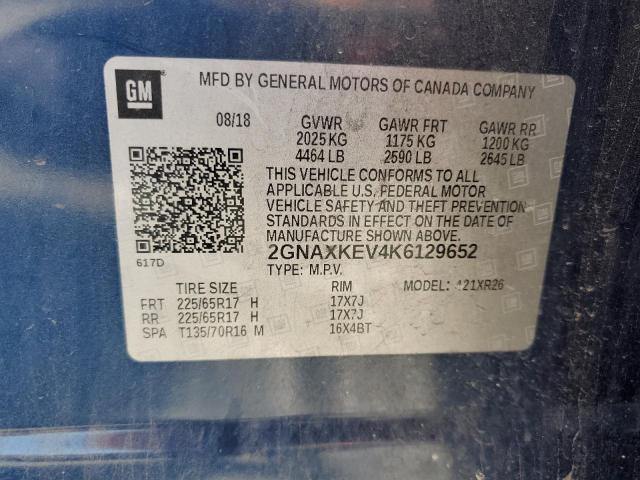 GM
MFD BY GENERAL MOTORS OF CANADA COMPANY
08/18 GVWR GAWR FRT GAWR RR
2025 KG 1175 KG 1200 KG
4464 LB 2590 LB 2645 LB
THIS VEHICLE CONFORMS TO ALL
APPLICABLE U.S. FEDERAL MOTOR
VEHICLE SAFETY AND THEFT PREVENTION
STANDARDS IN EFFECT ON THE DATE OF
MANUFACTURE SHOWN ABOVE.
617D 2GNAXKEV4K6129652
TYPE: M.P.V.
TIRE SIZE RIM MODEL: 121XR26
FRT 225/65R17 H 17X7J
RR 225/65R17 H 17X7J
SPA T135/70R16 M 16X4BT